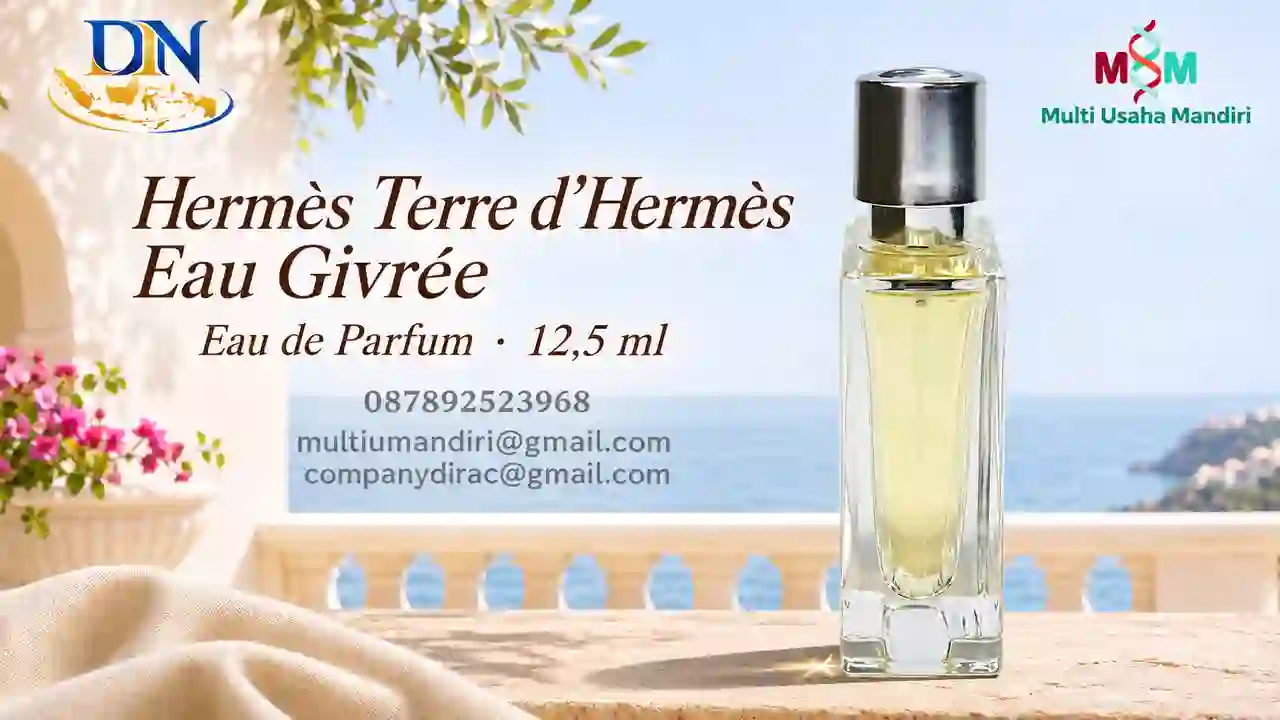 DN
MSM
Multi Usaha Mandiri
Hermès Terre d’Hermès
Eau Givrée
Eau de Parfum · 12,5 ml
087892523968
multiumandiri@gmail.com
companydirac@gmail.com